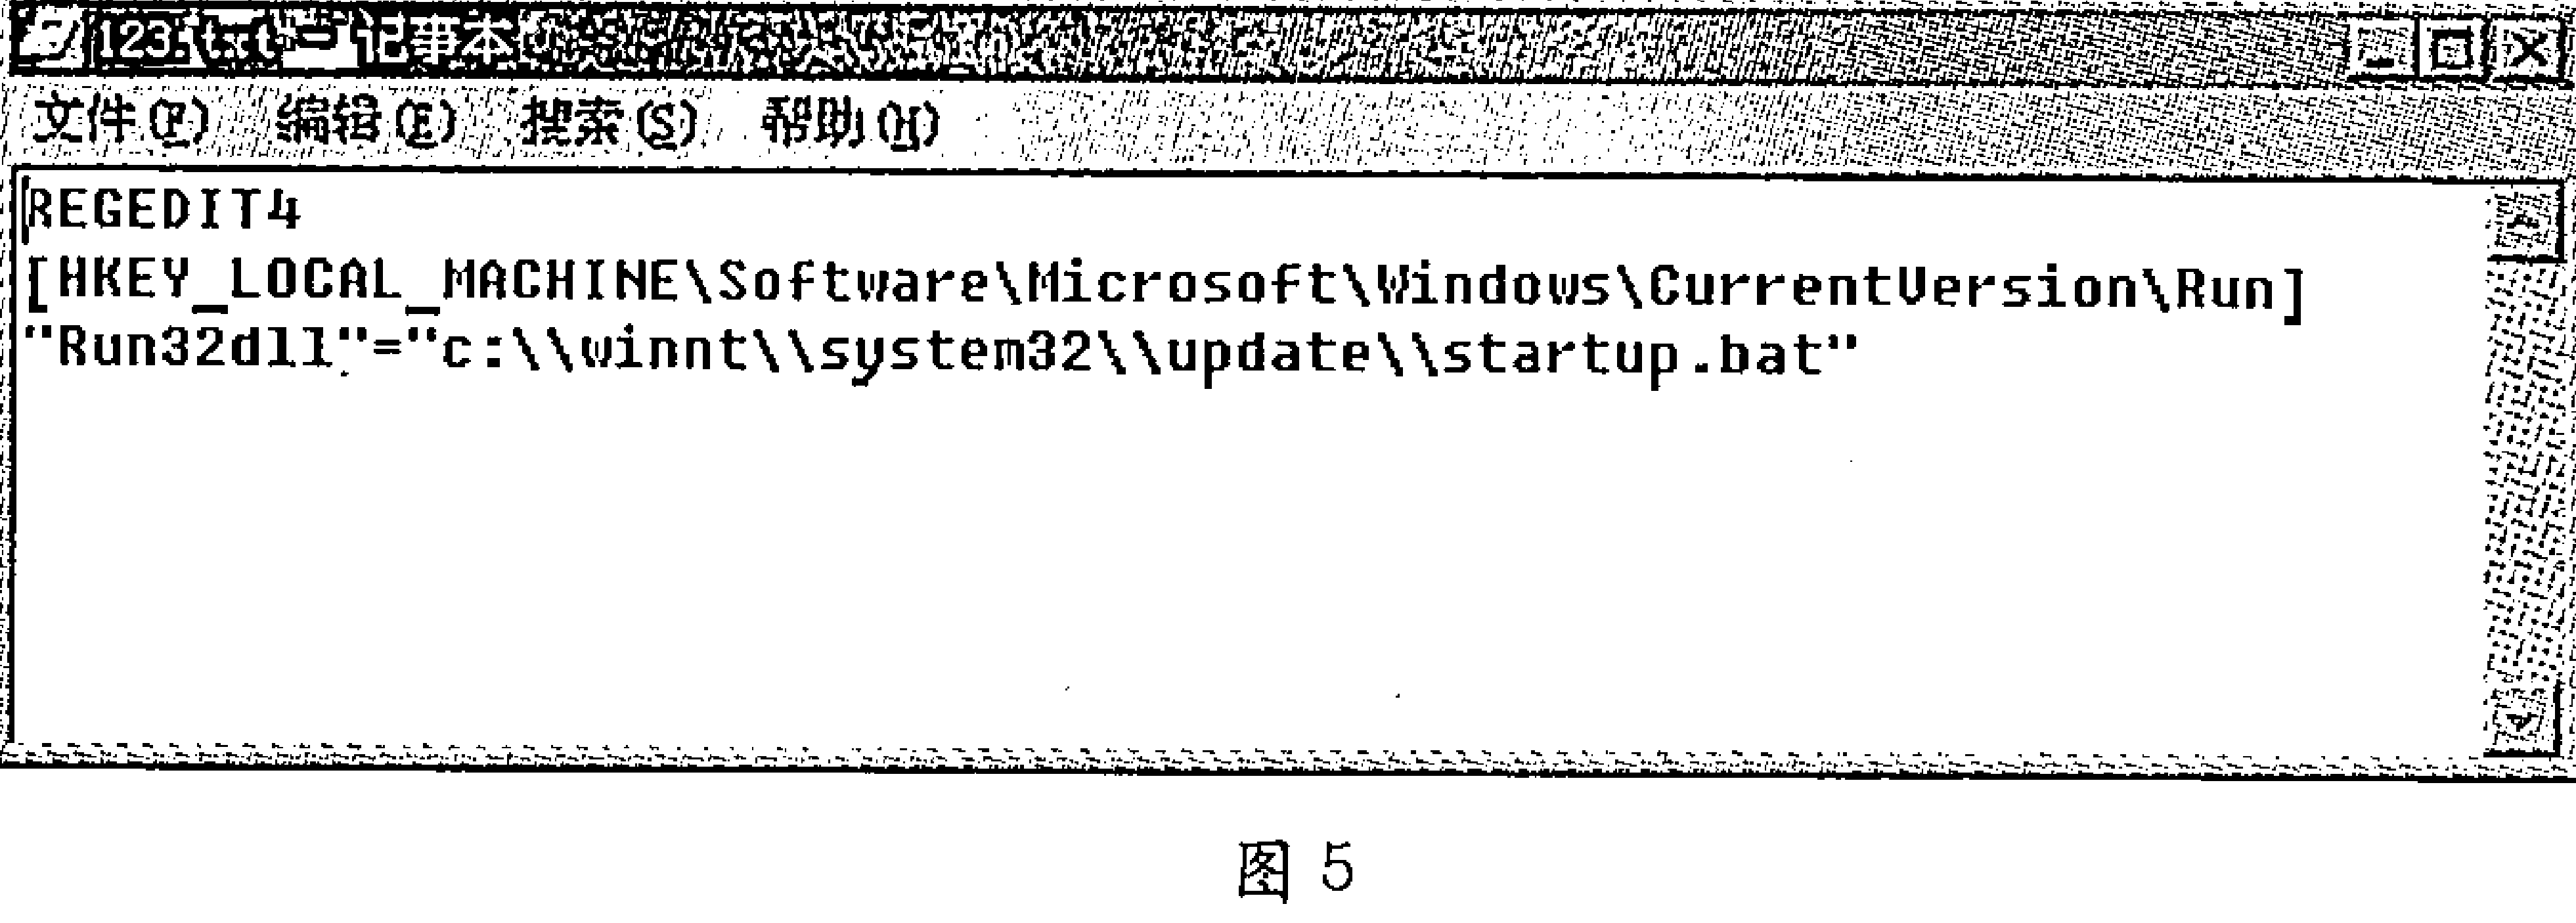 123.txt - 记事本
文件(F) 编辑(E) 搜索(S) 帮助(H)
REGEDIT4
[HKEY_LOCAL_MACHINE\Software\Microsoft\Windows\CurrentVersion\Run]
"Run32dll"="c:\\winnt\\system32\\update\\startup.bat"
图 5